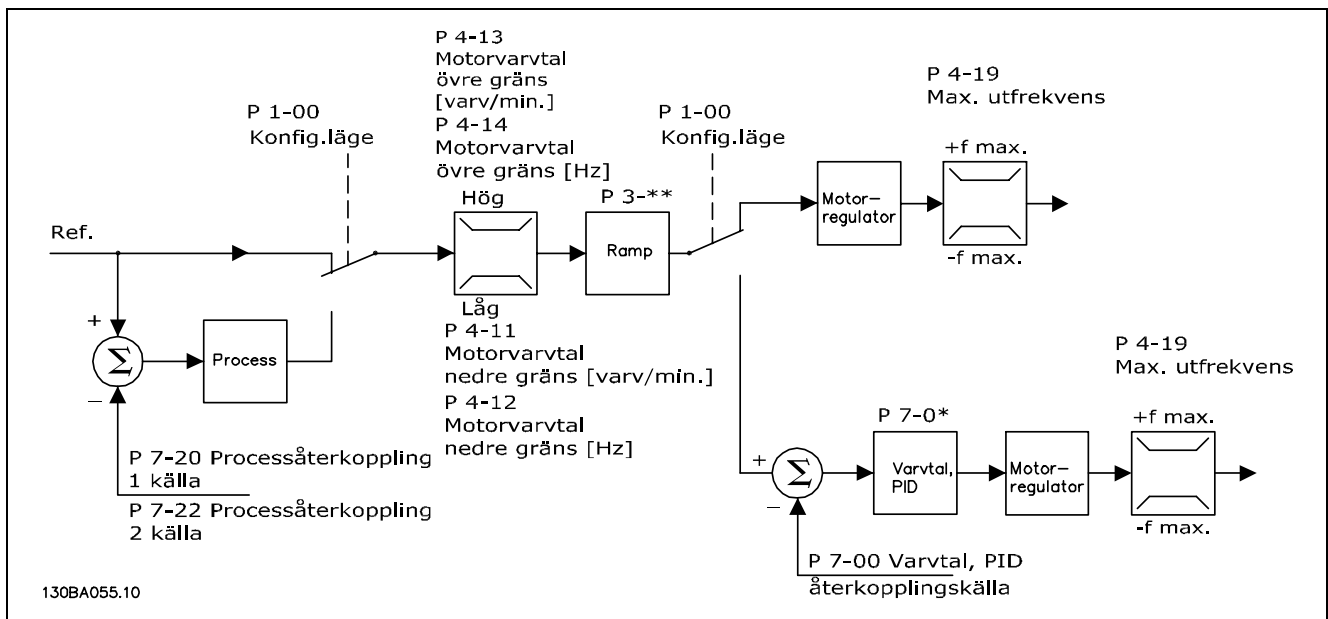 P 4-13
Motorvarvtal
övre gräns
[varv/min.]
P 4-14
Motorvarvtal
övre gräns [Hz]
P 1-00
Konfig.läge
P 1-00
Konfig.läge
P 4-19
Max. utfrekvens
Ref.
Hög
Låg
P 3-**
Ramp
Motor-
regulator
+f max.
-f max.
+
Σ
−
Process
P 4-11
Motorvarvtal
nedre gräns [varv/min.]
P 4-12
Motorvarvtal
nedre gräns [Hz]
P 7-20 Processåterkoppling
1 källa
P 7-22 Processåterkoppling
2 källa
P 4-19
Max. utfrekvens
P 7-0*
+
Σ
−
Varvtal,
PID
Motor-
regulator
+f max.
-f max.
P 7-00 Varvtal, PID
återkopplingskälla
130BA055.10